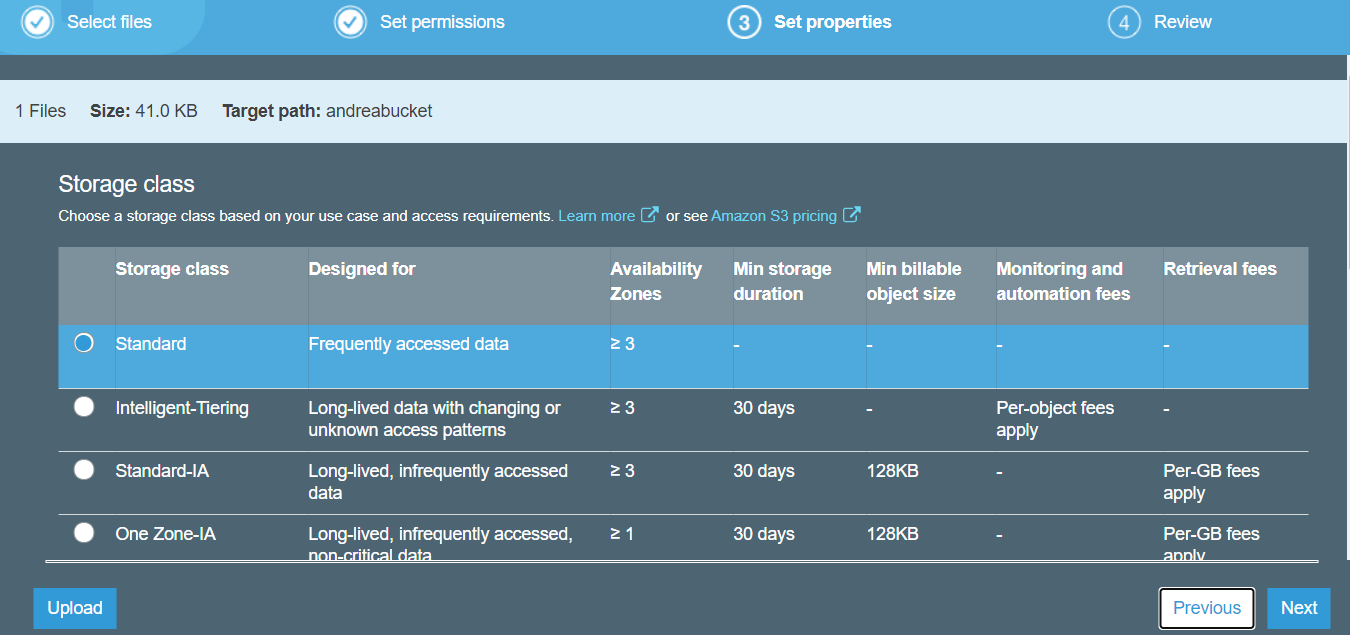 Select files
Set permissions
3 Set properties
4 Review
1 Files Size: 41.0 KB Target path: andreabucket
Storage class
Choose a storage class based on your use case and access requirements. Learn more or see Amazon S3 pricing
Storage class Designed for Availability Zones Min storage duration Min billable object size Monitoring and automation fees Retrieval fees
Standard Frequently accessed data ≥ 3 - - - -
Intelligent-Tiering Long-lived data with changing or unknown access patterns ≥ 3 30 days - Per-object fees apply -
Standard-IA Long-lived, infrequently accessed data ≥ 3 30 days 128KB - Per-GB fees apply
One Zone-IA Long-lived, infrequently accessed, non-critical data ≥ 1 30 days 128KB - Per-GB fees apply
Upload
Previous
Next